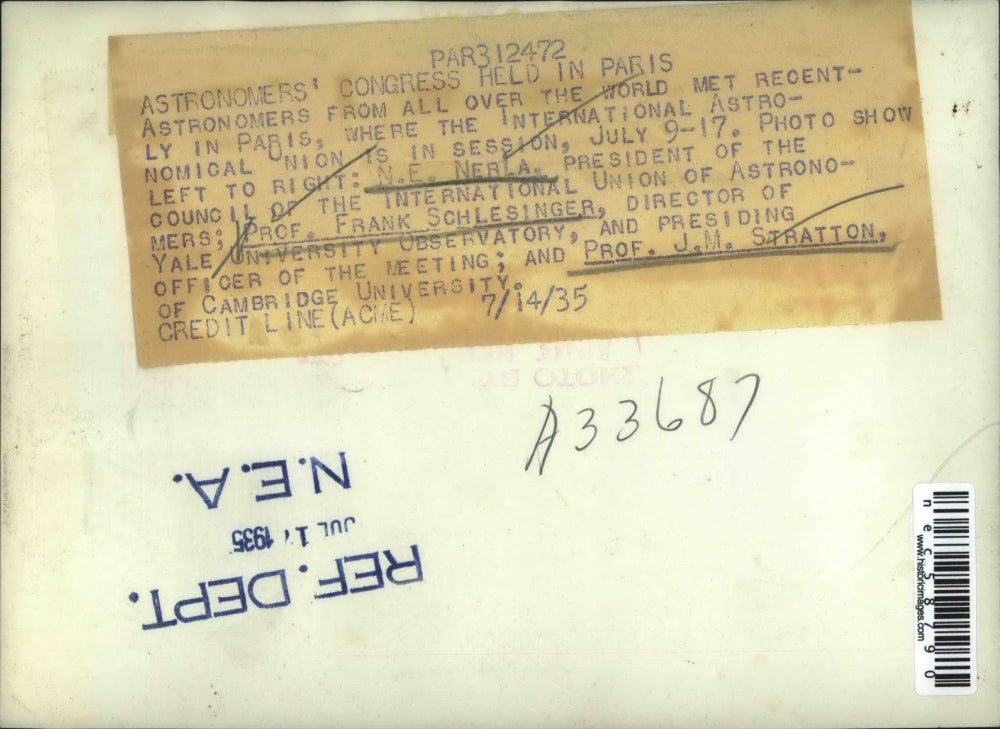 PAR312472
ASTRONOMERS' CONGRESS HELD IN PARIS
ASTRONOMERS FROM ALL OVER THE WORLD MET RECENT-
LY IN PARIS, WHERE THE INTERNATIONAL ASTRO-
NOMICAL UNION IS IN SESSION, JULY 9-17. PHOTO SHOW
LEFT TO RIGHT: N.E. NERLA, PRESIDENT OF THE
COUNCIL OF THE INTERNATIONAL UNION OF ASTRONO-
MERS; PROF. FRANK SCHLESINGER, DIRECTOR OF
YALE UNIVERSITY OBSERVATORY, AND PRESIDING
OFFICER OF THE MEETING; AND PROF. J.M. STRATTON,
OF CAMBRIDGE UNIVERSITY.
CREDIT LINE (ACME) 7/14/35
PHOTO BY
A33687
REF. DEPT.
JUL 1 1935
N.E.A.
nec58790
www.historicimages.com